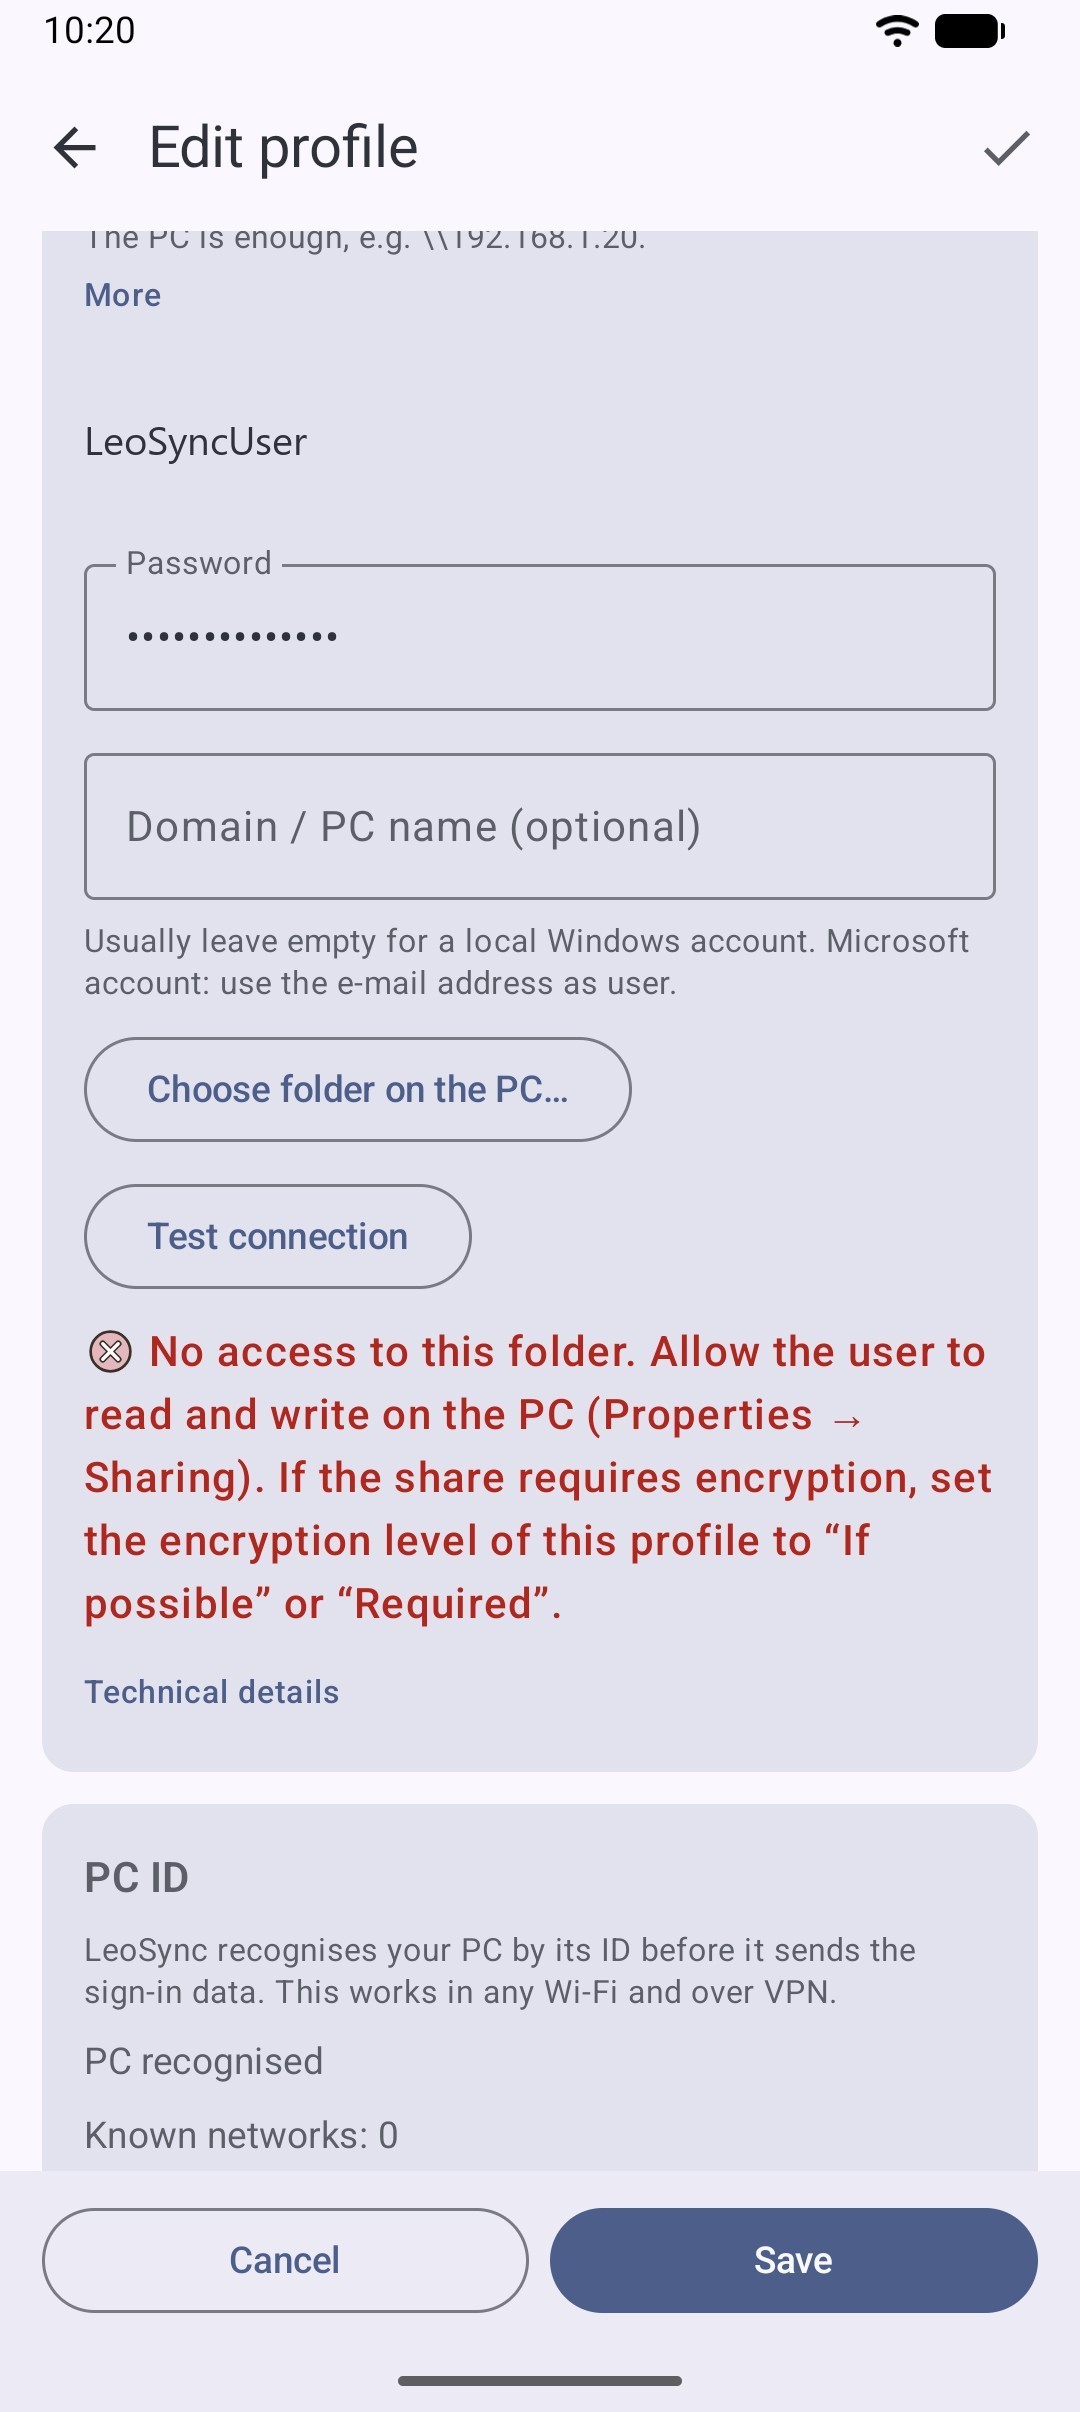 10:20
Edit profile
The PC is enough, e.g. \\192.168.1.20.
More
LeoSyncUser
Password
••••••••••••••
Domain / PC name (optional)
Usually leave empty for a local Windows account. Microsoft
account: use the e-mail address as user.
Choose folder on the PC…
Test connection
No access to this folder. Allow the user to
read and write on the PC (Properties →
Sharing). If the share requires encryption, set
the encryption level of this profile to “If
possible” or “Required”.
Technical details
PC ID
LeoSync recognises your PC by its ID before it sends the
sign-in data. This works in any Wi-Fi and over VPN.
PC recognised
Known networks: 0
Cancel
Save